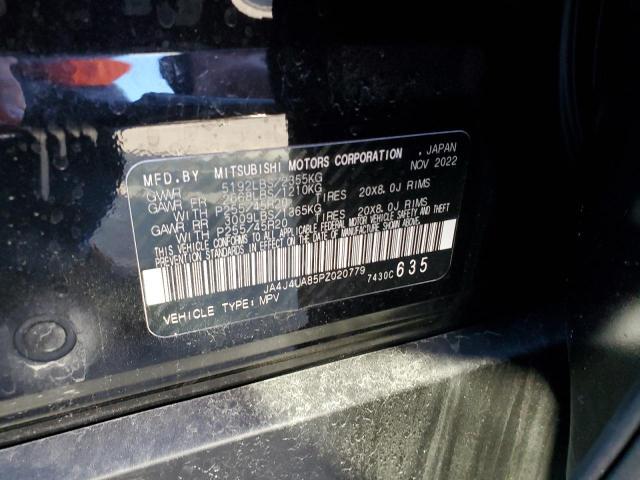 MFD.BY MITSUBISHI MOTORS CORPORATION . JAPAN
GVWR 5192LBS/2355KG NOV 2022
GAWR FR 2668LBS/1210KG
WITH P255/45R20 TIRES 20X8.0J RIMS
GAWR RR 3009LBS/1365KG
WITH P255/45R20 TIRES 20X8.0J RIMS
THIS VEHICLE CONFORMS TO ALL APPLICABLE FEDERAL MOTOR VEHICLE SAFETY AND THEFT
PREVENTION STANDARDS IN EFFECT ON THE DATE OF MANUFACTURE SHOWN ABOVE.
JA4J4UA85PZ020779 7430C 635
VEHICLE TYPE: MPV